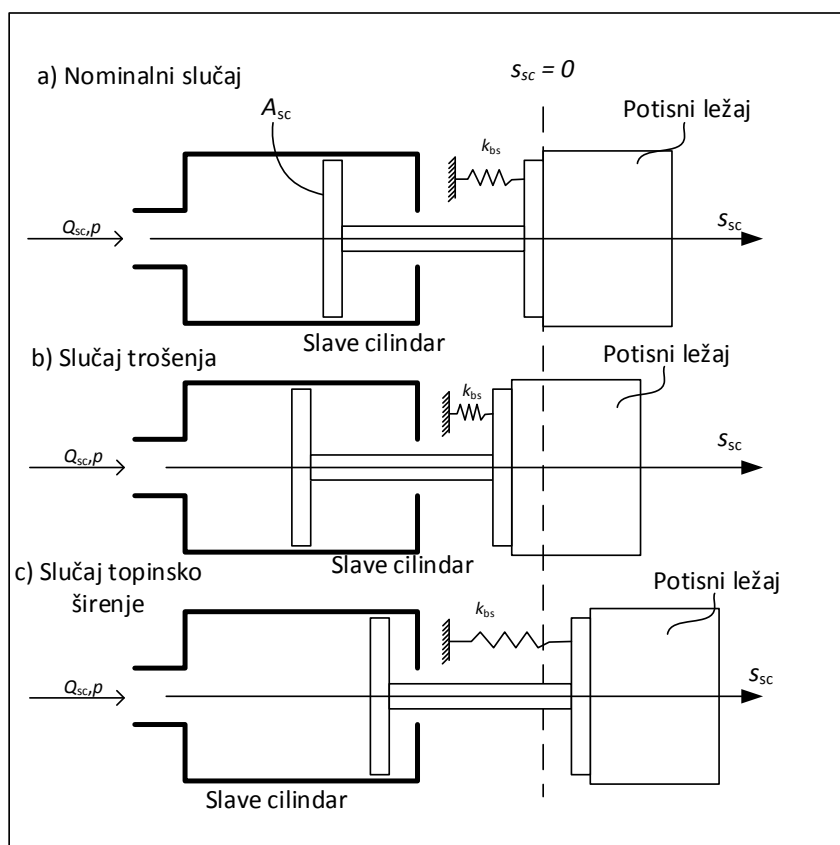 a) Nominalni slučaj
s_sc = 0
A_sc
Potisni ležaj
k_bs
Q_sc,p
s_sc
Slave cilindar
b) Slučaj trošenja
Potisni ležaj
k_bs
Q_sc,p
s_sc
Slave cilindar
c) Slučaj topinsko
širenje
Potisni ležaj
k_bs
Q_sc,p
s_sc
Slave cilindar